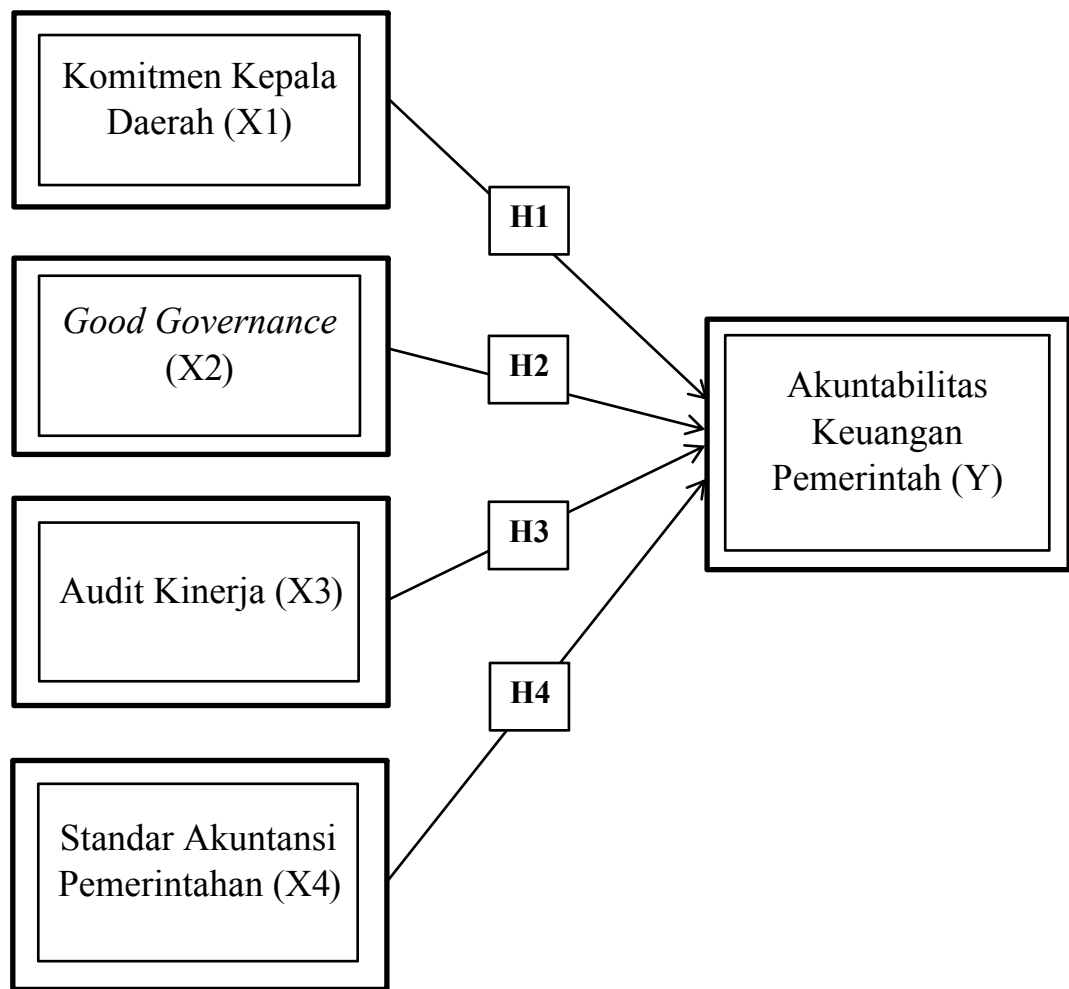 Komitmen Kepala
Daerah (X1)
H1
Good Governance
(X2)
H2
Akuntabilitas
Keuangan
Pemerintah (Y)
Audit Kinerja (X3)
H3
H4
Standar Akuntansi
Pemerintahan (X4)